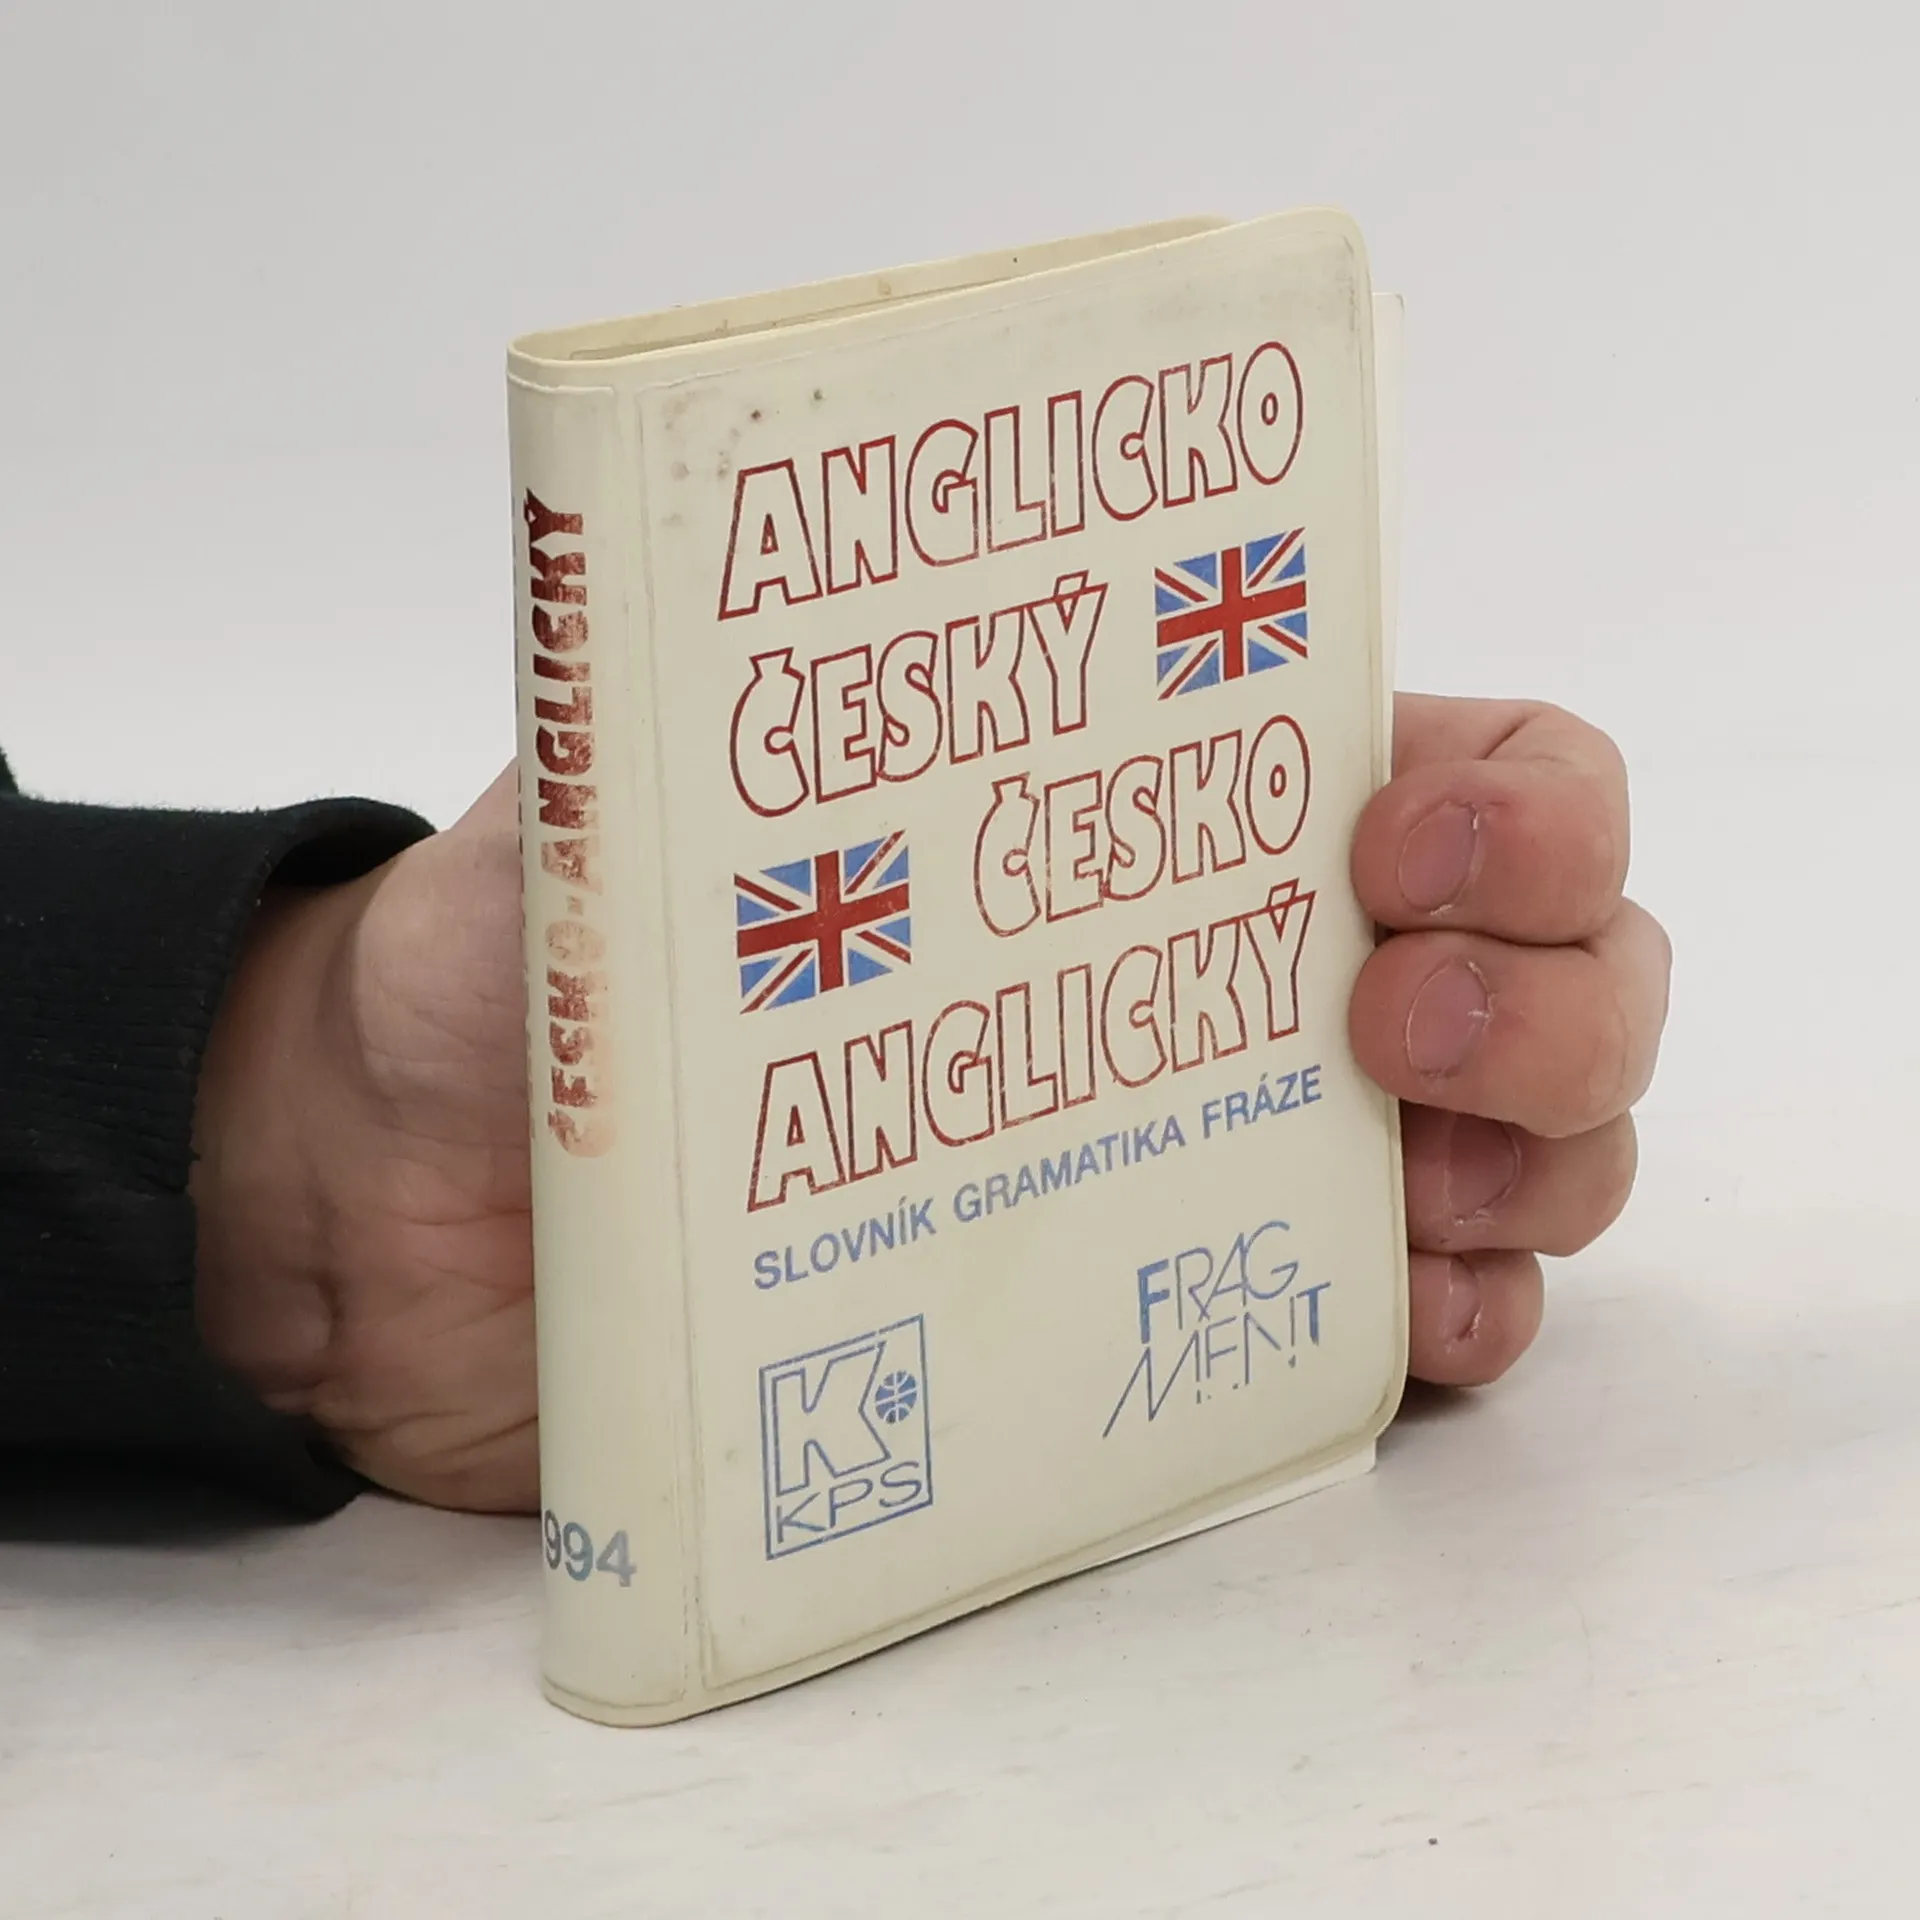 ANGLICKO
ČESKÝ
ČESKO
ANGLICKÝ
SLOVNÍK GRAMATIKA FRÁZE
FRAG
MENT
K
KPS
ČESKO-ANGLICKÝ
994